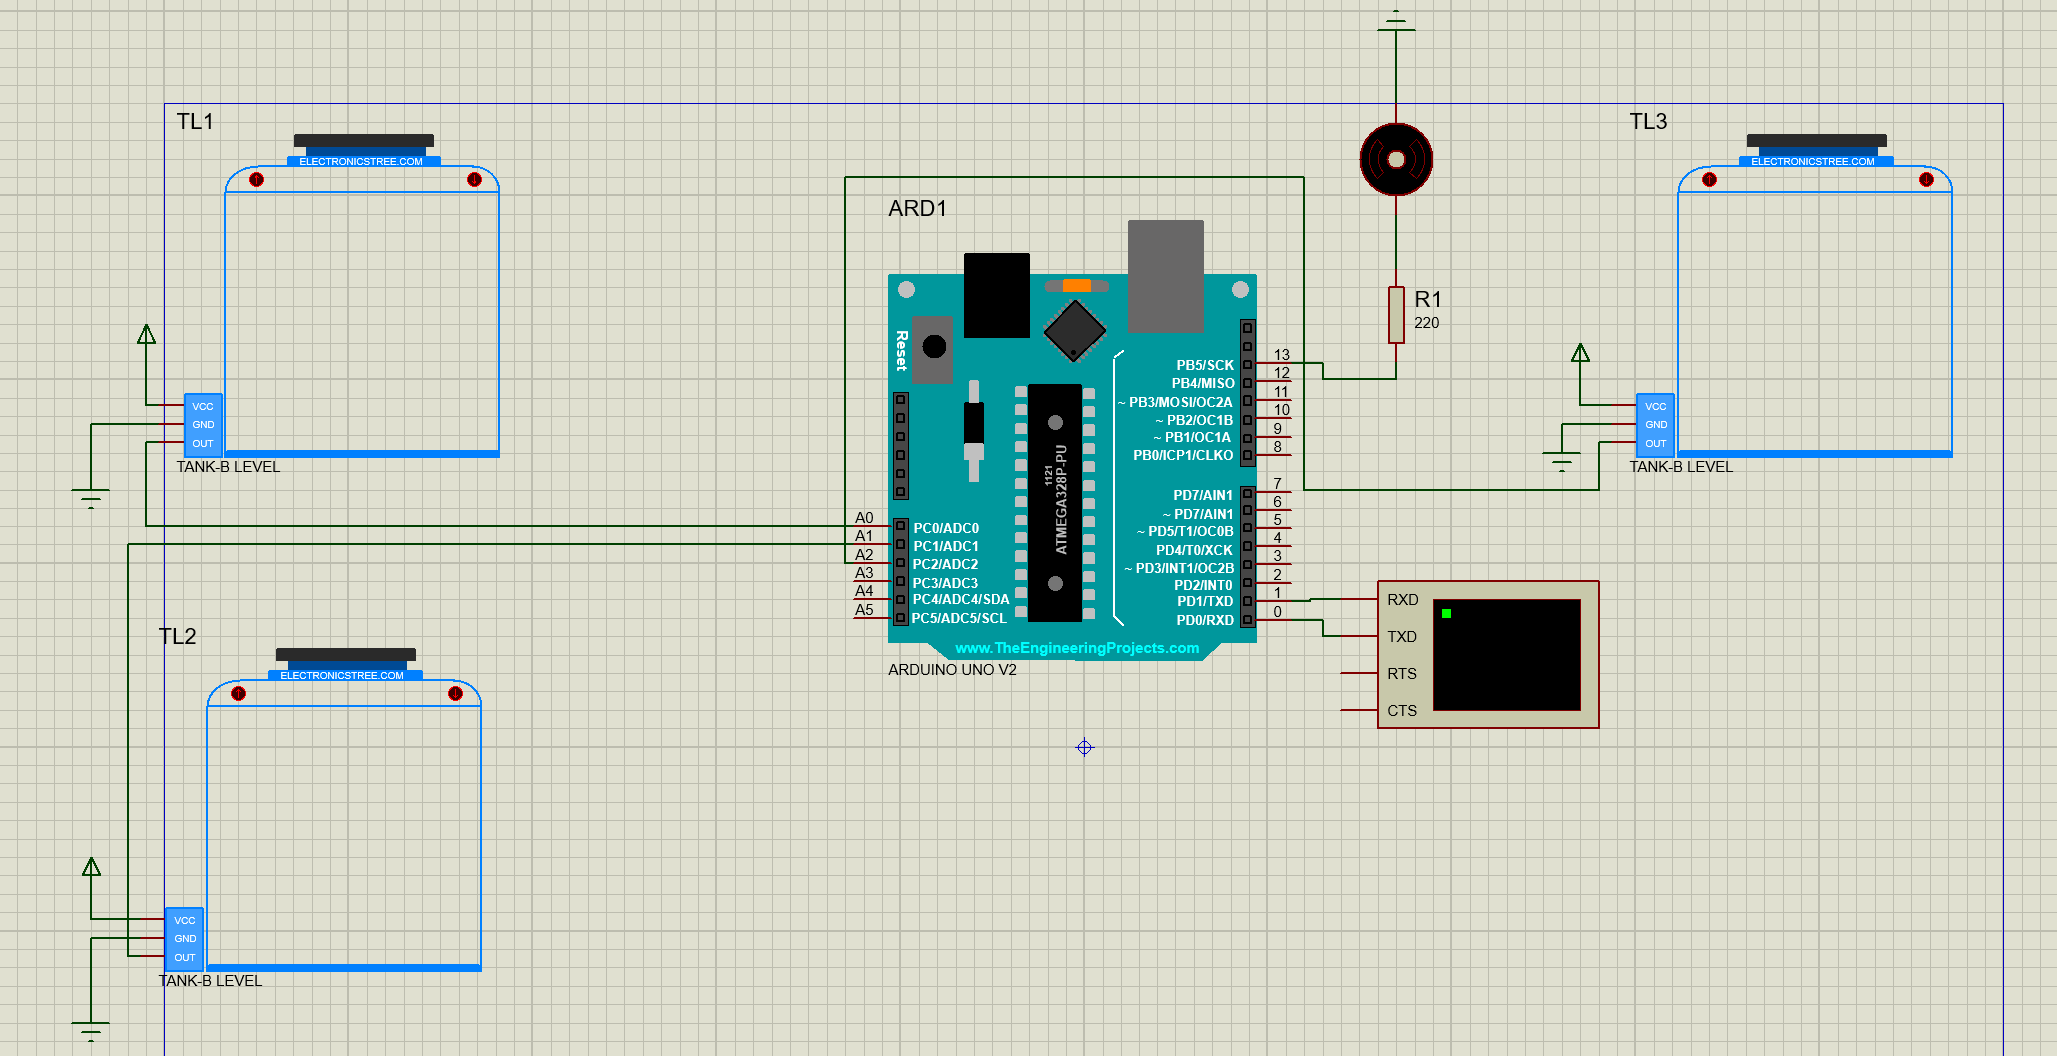 TL1
ELECTRONICSTREE.COM
VCC
GND
OUT
TANK-B LEVEL
TL2
ELECTRONICSTREE.COM
VCC
GND
OUT
TANK-B LEVEL
ARD1
Reset
1121
ATMEGA328P-PU
A0
A1
A2
A3
A4
A5
PC0/ADC0
PC1/ADC1
PC2/ADC2
PC3/ADC3
PC4/ADC4/SDA
PC5/ADC5/SCL
PB5/SCK
PB4/MISO
~ PB3/MOSI/OC2A
~ PB2/OC1B
~ PB1/OC1A
PB0/ICP1/CLKO
PD7/AIN1
~ PD7/AIN1
~ PD5/T1/OC0B
PD4/T0/XCK
~ PD3/INT1/OC2B
PD2/INT0
PD1/TXD
PD0/RXD
13
12
11
10
9
8
7
6
5
4
3
2
1
0
www.TheEngineeringProjects.com
ARDUINO UNO V2
R1
220
RXD
TXD
RTS
CTS
TL3
ELECTRONICSTREE.COM
VCC
GND
OUT
TANK-B LEVEL